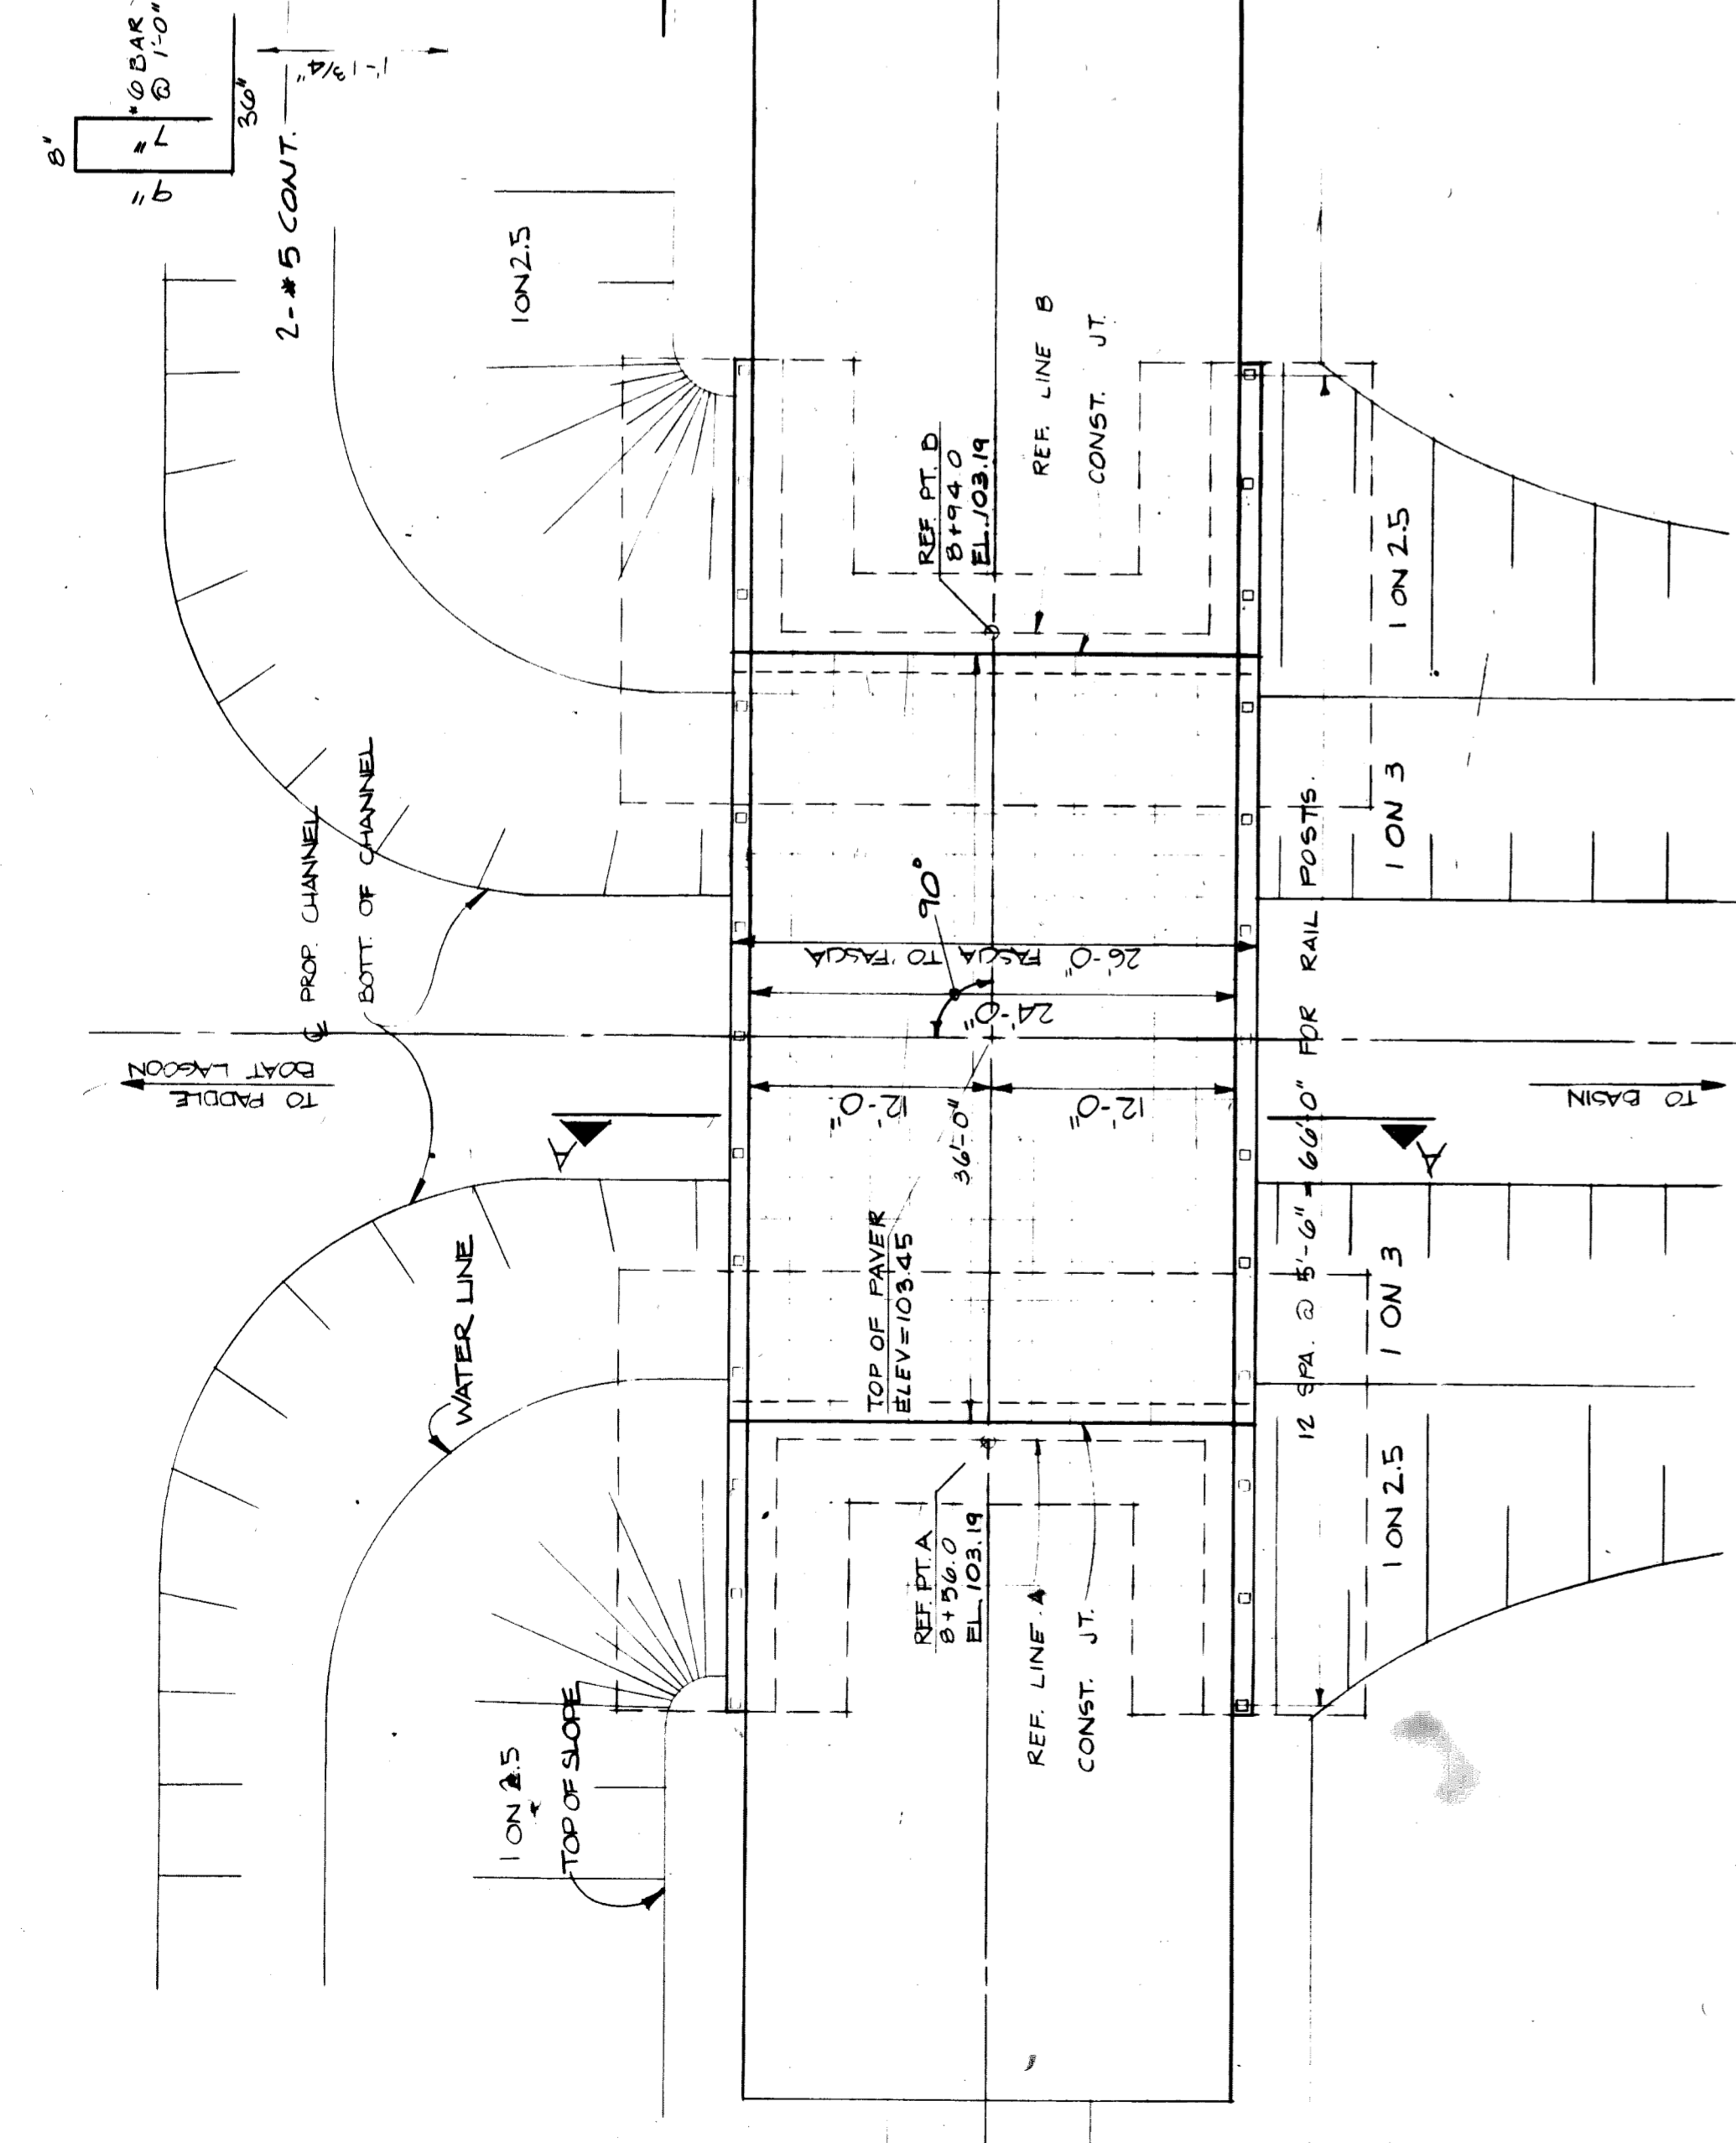 8"
7"
9"
#6 BAR
@ 1'-0"
36"
1'-1 3/4"
2-#5 CONT.
1 ON 2.5
℄ PROP. CHANNEL
BOTT. OF CHANNEL
TO PADDLE
BOAT LAGOON
WATER LINE
1 ON 2.5
TOP OF SLOPE
REF. PT. B
8+94.0
EL. 103.19
REF. LINE B
CONST. JT.
90°
26'-0" FASCIA TO FASCIA
24'-0"
12'-0"
12'-0"
36'-0"
A
A
TOP OF PAVER
ELEV=103.45
REF. PT. A
8+56.0
EL. 103.19
REF. LINE A
CONST. JT.
12 SPA. @ 5'-6" = 66'-0" FOR RAIL POSTS.
1 ON 2.5
1 ON 3
1 ON 3
1 ON 2.5
TO BASIN